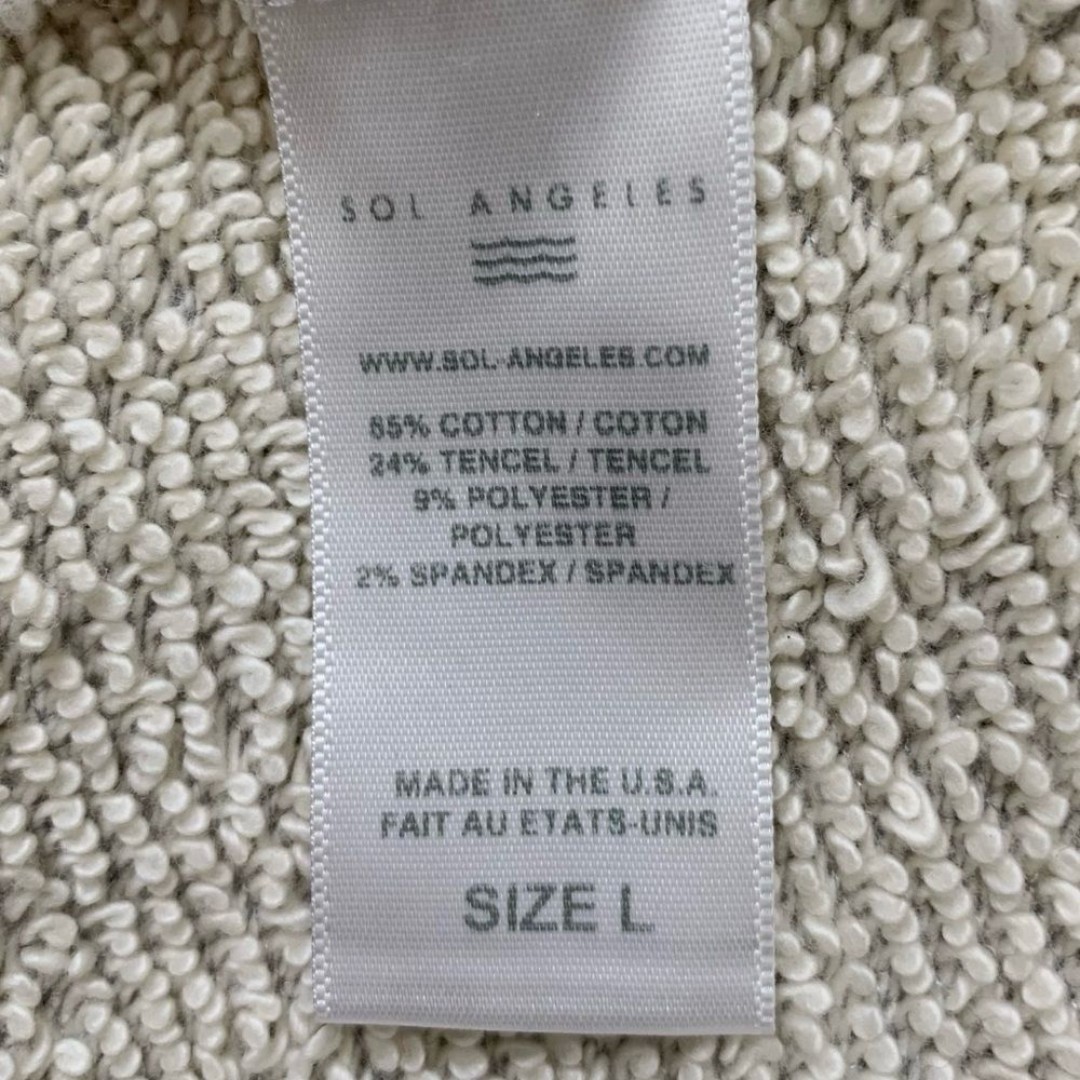 SOL ANGELES
WWW.SOL-ANGELES.COM
65% COTTON / COTON
24% TENCEL / TENCEL
9% POLYESTER /
POLYESTER
2% SPANDEX / SPANDEX
MADE IN THE U.S.A.
FAIT AU ETATS-UNIS
SIZE L